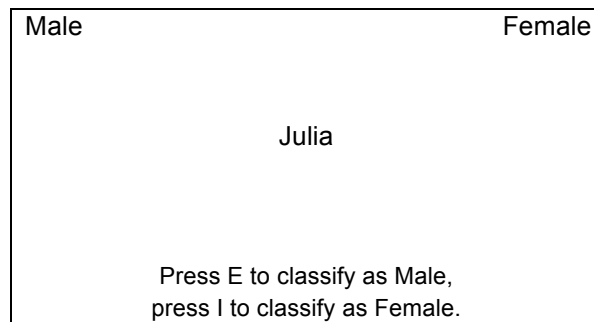 Male Female
Julia
Press E to classify as Male,
press I to classify as Female.